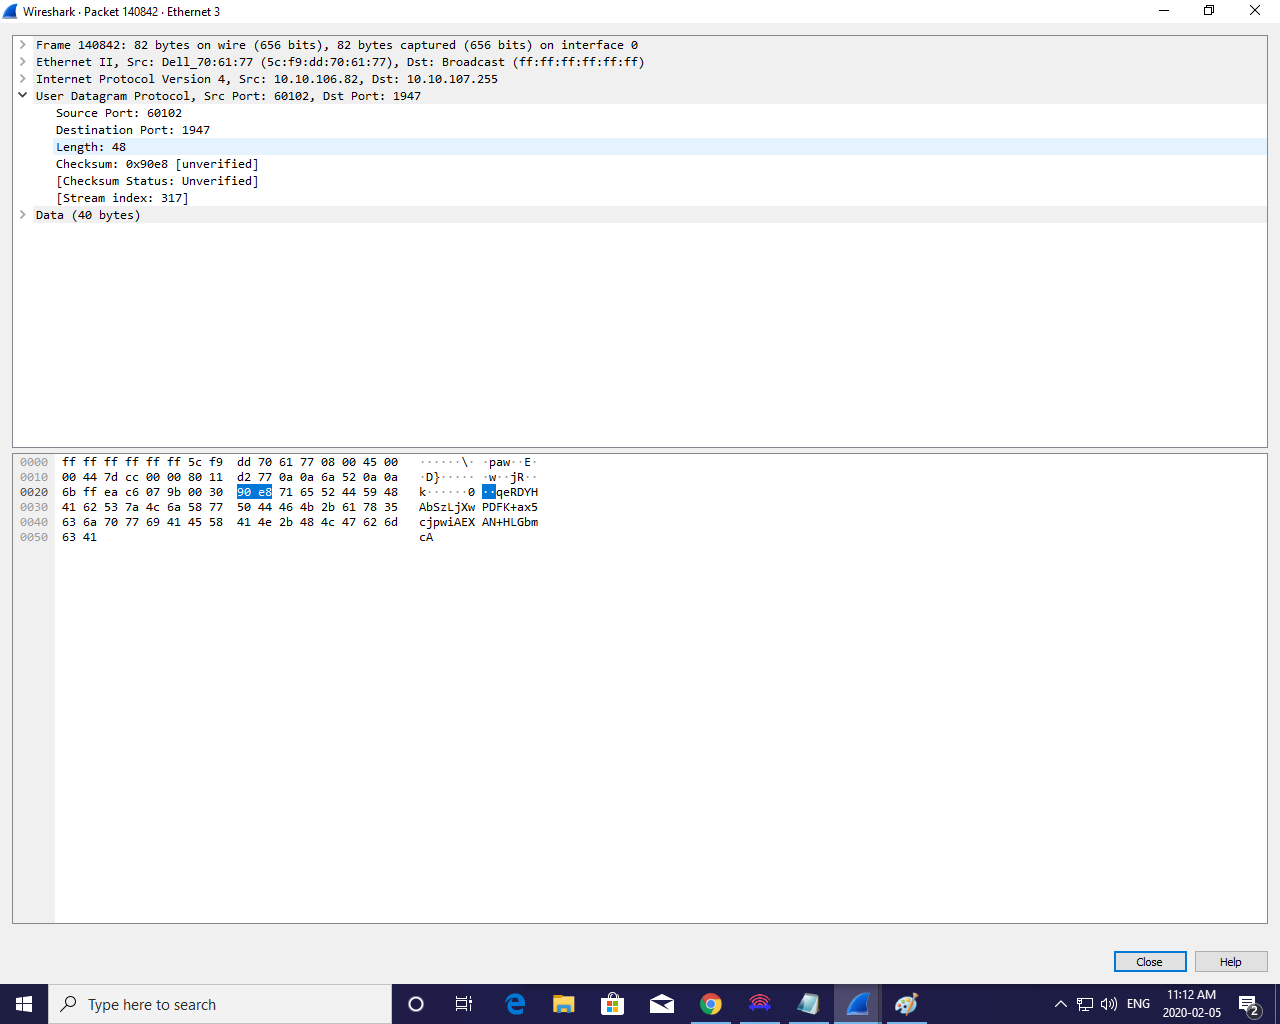 Wireshark · Packet 140842 · Ethernet 3
Frame 140842: 82 bytes on wire (656 bits), 82 bytes captured (656 bits) on interface 0
Ethernet II, Src: Dell_70:61:77 (5c:f9:dd:70:61:77), Dst: Broadcast (ff:ff:ff:ff:ff:ff)
Internet Protocol Version 4, Src: 10.10.106.82, Dst: 10.10.107.255
User Datagram Protocol, Src Port: 60102, Dst Port: 1947
Source Port: 60102
Destination Port: 1947
Length: 48
Checksum: 0x90e8 [unverified]
[Checksum Status: Unverified]
[Stream index: 317]
Data (40 bytes)
0000 ff ff ff ff ff ff 5c f9 dd 70 61 77 08 00 45 00 ······\· ·paw··E·
0010 00 44 7d cc 00 00 80 11 d2 77 0a 0a 6a 52 0a 0a ·D}····· ·w··jR··
0020 6b ff ea c6 07 9b 00 30 90 e8 71 65 52 44 59 48 k······0 ··qeRDYH
0030 41 62 53 7a 4c 6a 58 77 50 44 46 4b 2b 61 78 35 AbSzLjXw PDFK+ax5
0040 63 6a 70 77 69 41 45 58 41 4e 2b 48 4c 47 62 6d cjpwiAEX AN+HLGbm
0050 63 41 cA
Close Help
Type here to search
ENG
11:12 AM
2020-02-05
2